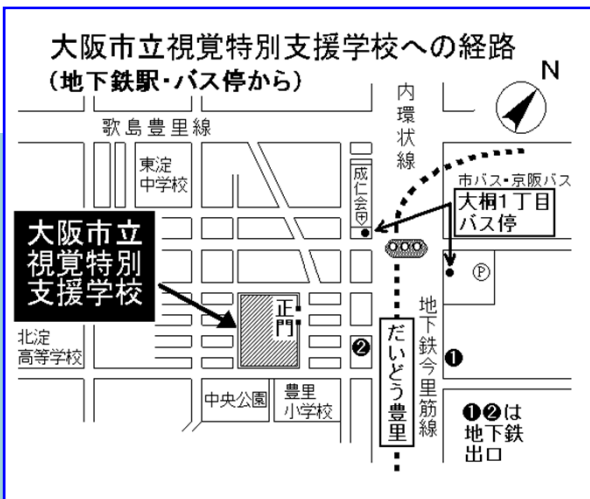 大阪市立視覚特別支援学校への経路
(地下鉄駅・バス停から)
N
内環状線
歌島豊里線
東淀
中学校
成仁会
市バス・京阪バス
大桐1丁目
バス停
大阪市立
視覚特別
支援学校
P
正門
地下鉄今里筋線
北淀
高等学校
❷
だいどう豊里
❶
中央公園
豊里
小学校
❶❷は
地下鉄
出口